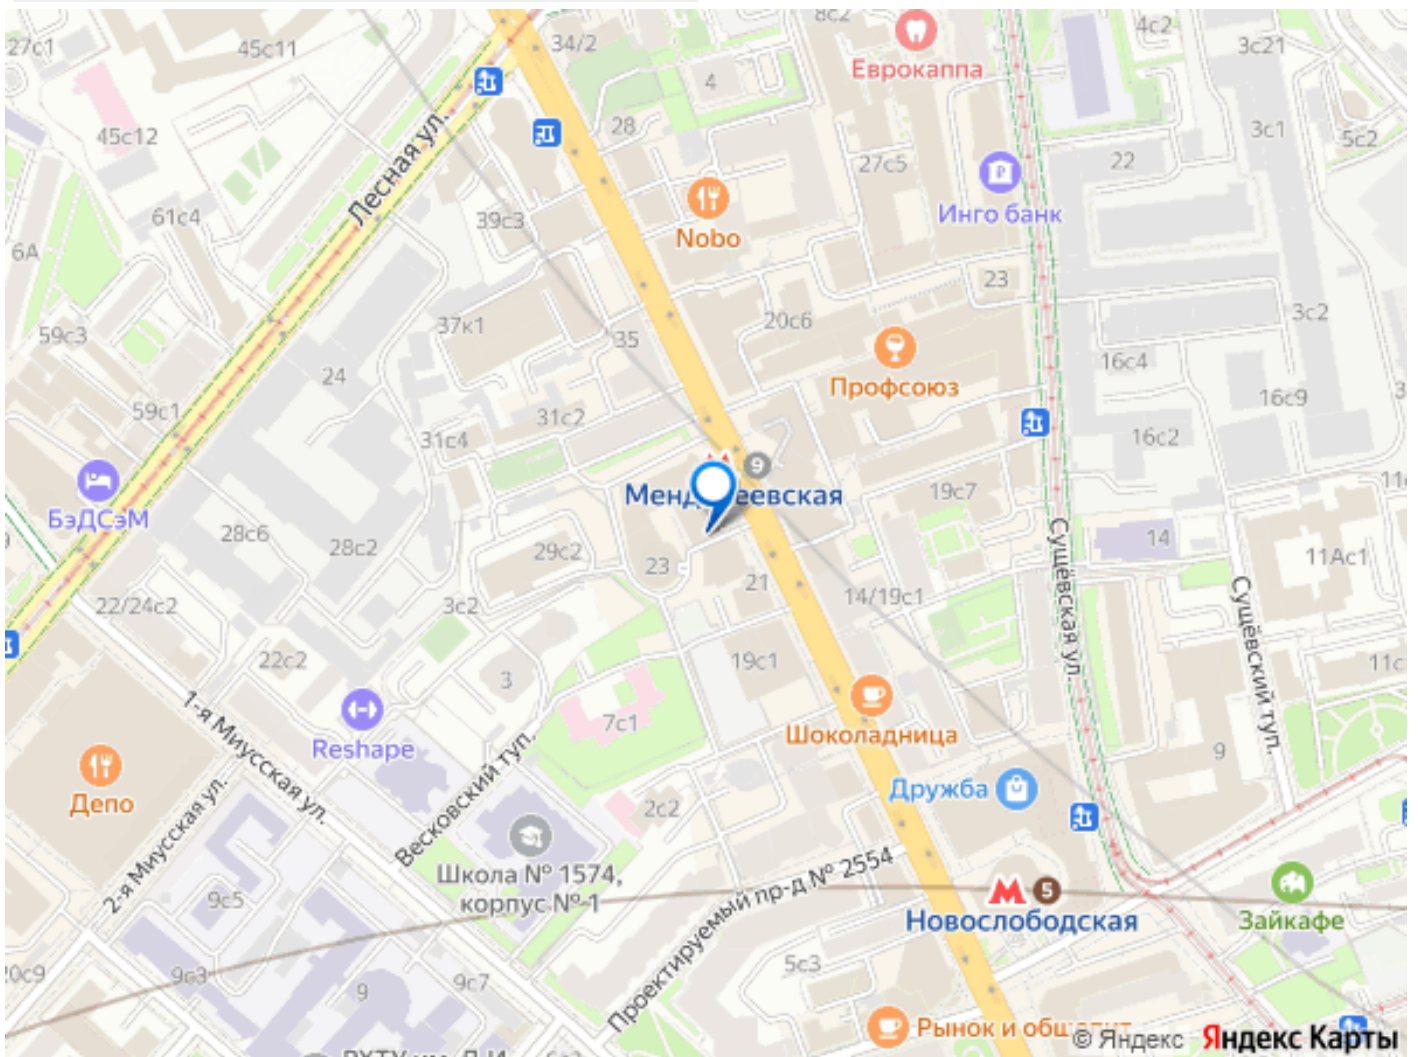 27с1
45с11
34/2
8с2
4с2
3с21
Еврокаппа
4
45с12
28
3с1
5с2
22
27с5
Лесная ул.
61с4
39с3
Nobo
Инго банк
6А
23
59с3
37к1
35
20с6
3с2
Профсоюз
16с4
24
59с1
31с2
16с9
31с4
16с2
9
19с7
БэДСэМ
28с6
28с2
29с2
23
21
14
11Ас1
Сущёвская ул.
Сущёвский туп.
22/24с2
3с2
14/19с1
22с2
3
19с1
11с
1-я Миусская ул.
Reshape
7с1
Шоколадница
9
Весковский туп.
Дружба
Депо
2с2
2-я Миусская ул.
Школа № 1574,
корпус № 1
Проектируемый пр-д № 2554
5
Новослободская
Зайкафе
9с5
9с3
9
9с7
5с3
Рынок и
© Яндекс
Яндекс Карты